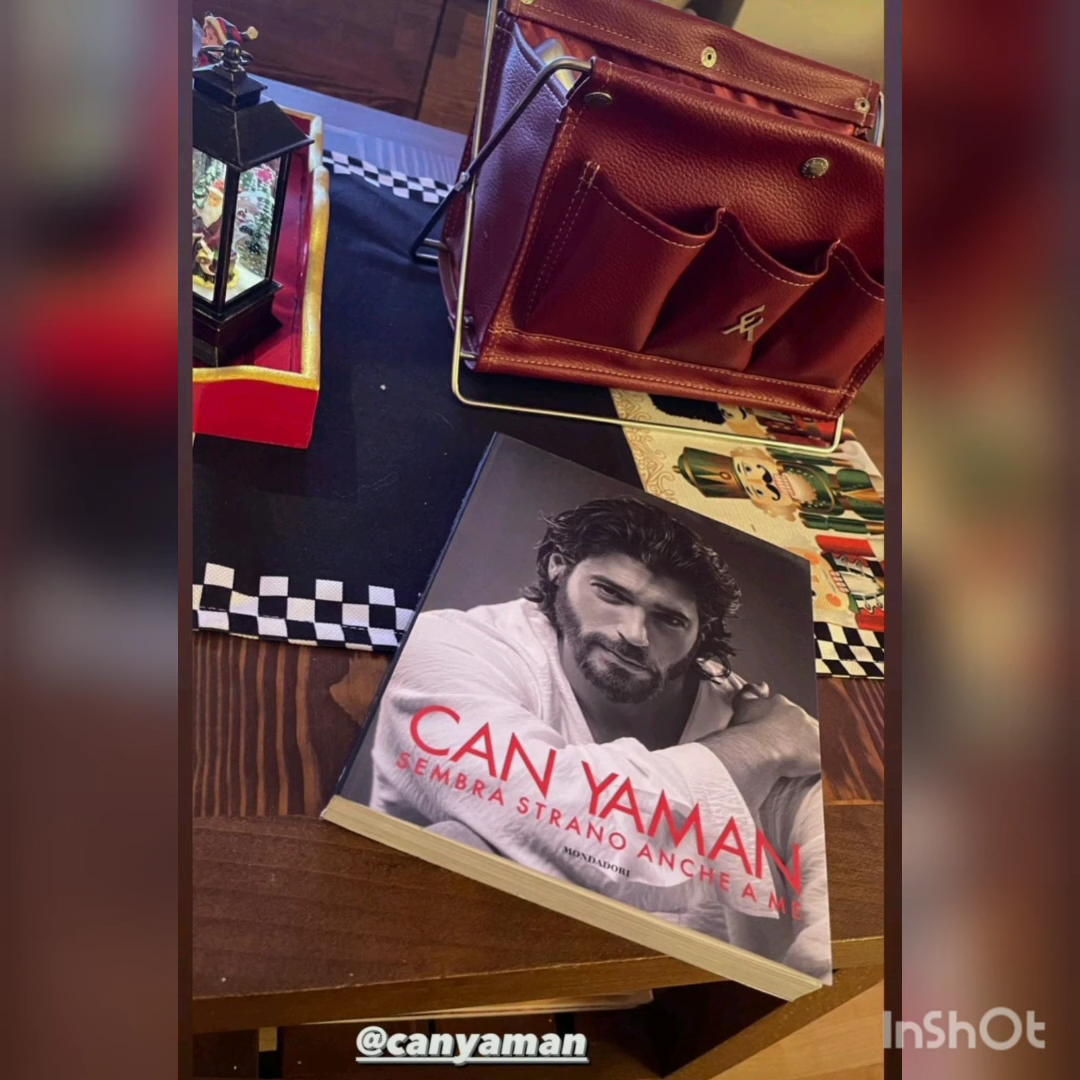 CAN YAMAN
SEMBRA STRANO ANCHE A ME
MONDADORI
@canyaman
InShOt